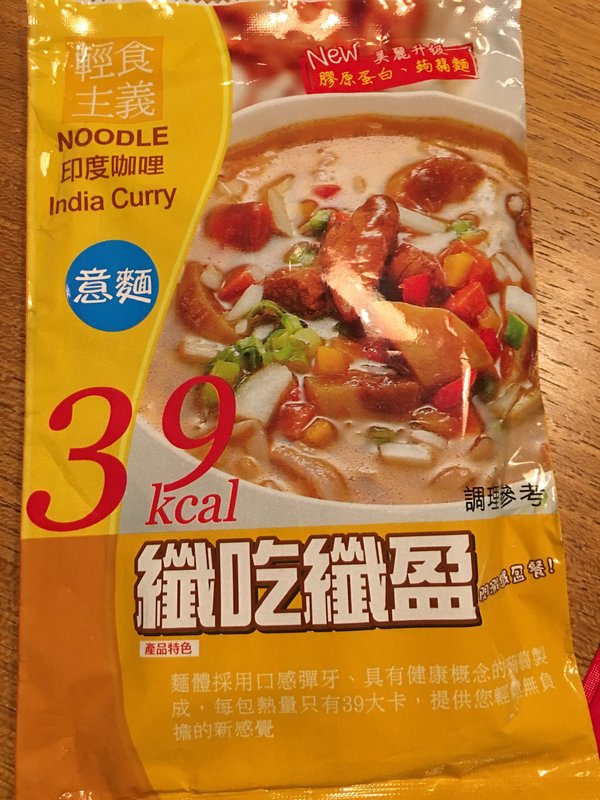 輕食
主義
New 美麗升級
膠原蛋白、蒟蒻麵
NOODLE
印度咖哩
India Curry
意麵
39
kcal
調理參考
纖吃纖盈
產品特色
麵體採用口感彈牙、具有健康概念的蒟蒻製
成，每包熱量只有39大卡，提供您輕鬆無負
擔的新感覺